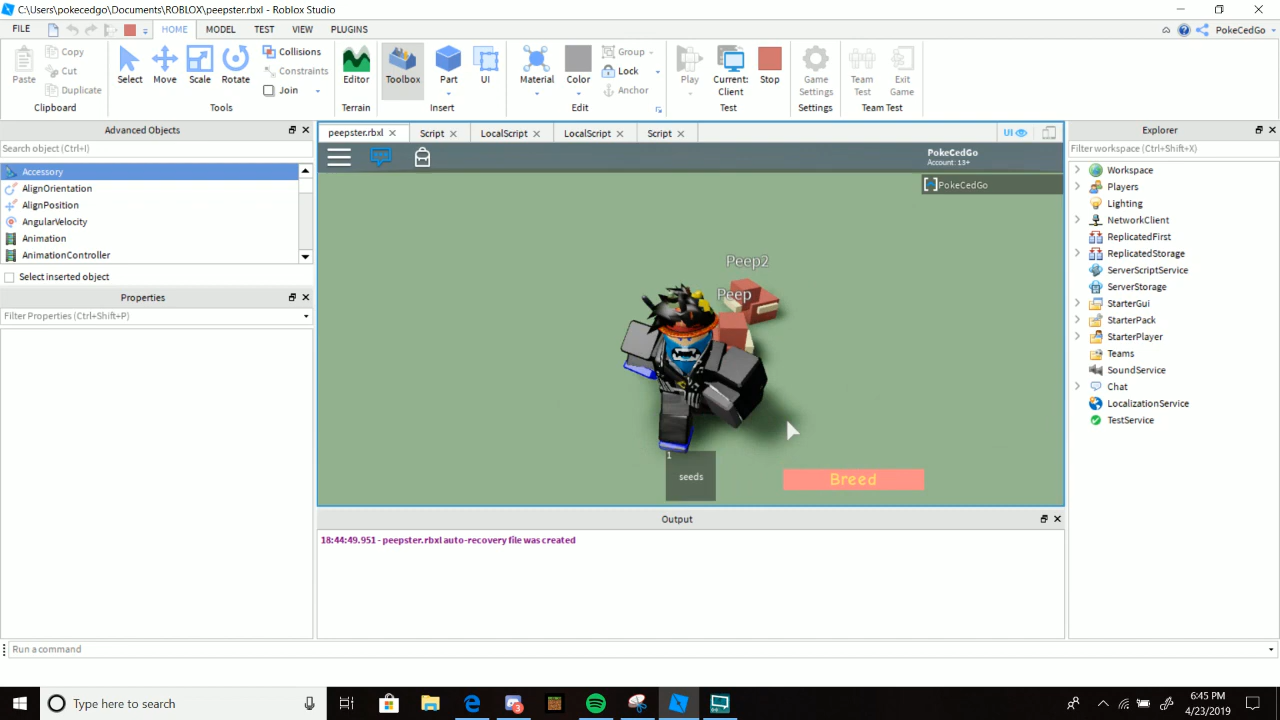 C:\Users\pokecedgo\Documents\ROBLOX\peepster.rbxl - Roblox Studio
FILE HOME MODEL TEST VIEW PLUGINS PokeCedGo
Paste Copy Cut Duplicate Clipboard
Select Move Scale Rotate Collisions Constraints Join Tools
Editor Terrain
Toolbox Part UI Insert
Material Color Group Lock Anchor Edit
Play Current: Client Stop Test
Game Settings Settings
Team Test Exit Game Team Test
Advanced Objects
Search object (Ctrl+I)
Accessory
AlignOrientation
AlignPosition
AngularVelocity
Animation
AnimationController
Select inserted object
Properties
Filter Properties (Ctrl+Shift+P)
peepster.rbxl Script LocalScript LocalScript Script UI
PokeCedGo
Account: 13+
PokeCedGo
Peep2
Peep
1
seeds
Breed
Output
18:44:49.951 - peepster.rbxl auto-recovery file was created
Explorer
Filter workspace (Ctrl+Shift+X)
Workspace
Players
Lighting
NetworkClient
ReplicatedFirst
ReplicatedStorage
ServerScriptService
ServerStorage
StarterGui
StarterPack
StarterPlayer
Teams
SoundService
Chat
LocalizationService
TestService
Run a command
Type here to search
3
6:45 PM
4/23/2019